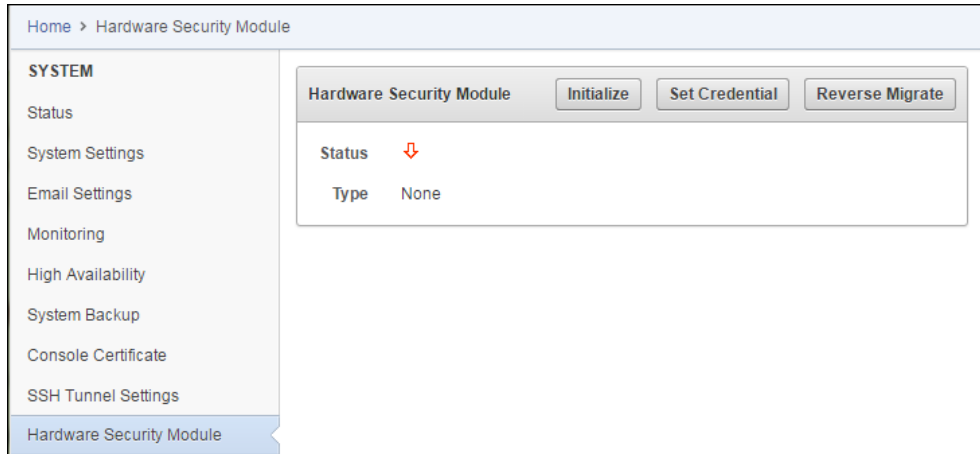 Home > Hardware Security Module
SYSTEM
Status
System Settings
Email Settings
Monitoring
High Availability
System Backup
Console Certificate
SSH Tunnel Settings
Hardware Security Module
Hardware Security Module Initialize Set Credential Reverse Migrate
Status
Type None